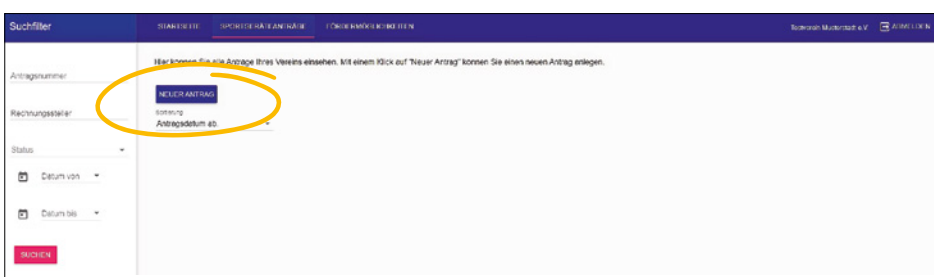 Suchfilter
STARTSEITE SPORTGERÄTEANTRÄGE FÖRDERMÖGLICHKEITEN
Testverein Musterstadt e.V. ABMELDEN
Hier können Sie alle Anträge Ihres Vereins einsehen. Mit einem Klick auf "Neuer Antrag" können Sie einen neuen Antrag anlegen.
Antragsnummer
NEUER ANTRAG
Rechnungssteller
Sortierung
Antragsdatum ab.
Status
Datum von
Datum bis
SUCHEN